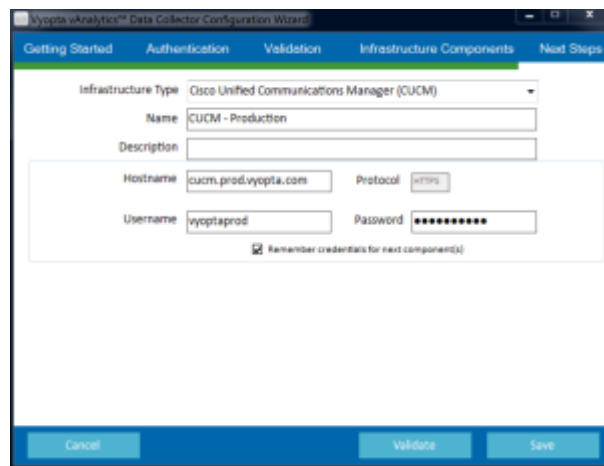 Vyopta vAnalytics™ Data Collector Configuration Wizard
Getting Started Authentication Validation Infrastructure Components Next Steps
Infrastructure Type Cisco Unified Communications Manager (CUCM)
Name CUCM - Production
Description
Hostname cucm.prod.vyopta.com Protocol HTTPS
Username vyoptaprod Password ●●●●●●●●●●
Remember credentials for next component(s)
Cancel Validate Save